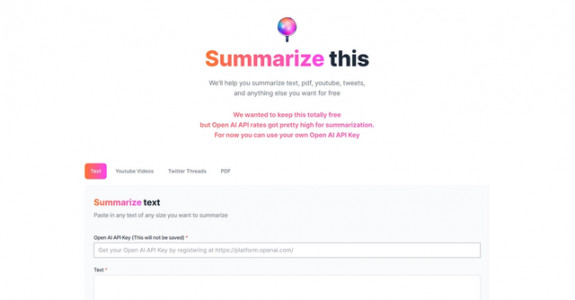 Summarize this
We'll help you summarize text, pdf, youtube, tweets,
and anything else you want for free
We wanted to keep this totally free
but Open AI API rates got pretty high for summarization.
For now you can use your own Open AI API Key
Text Youtube Videos Twitter Threads PDF
Summarize text
Paste in any text of any size you want to summarize
Open AI API Key (This will not be saved) *
Get your Open AI API Key by registering at https://platform.openai.com/
Text *